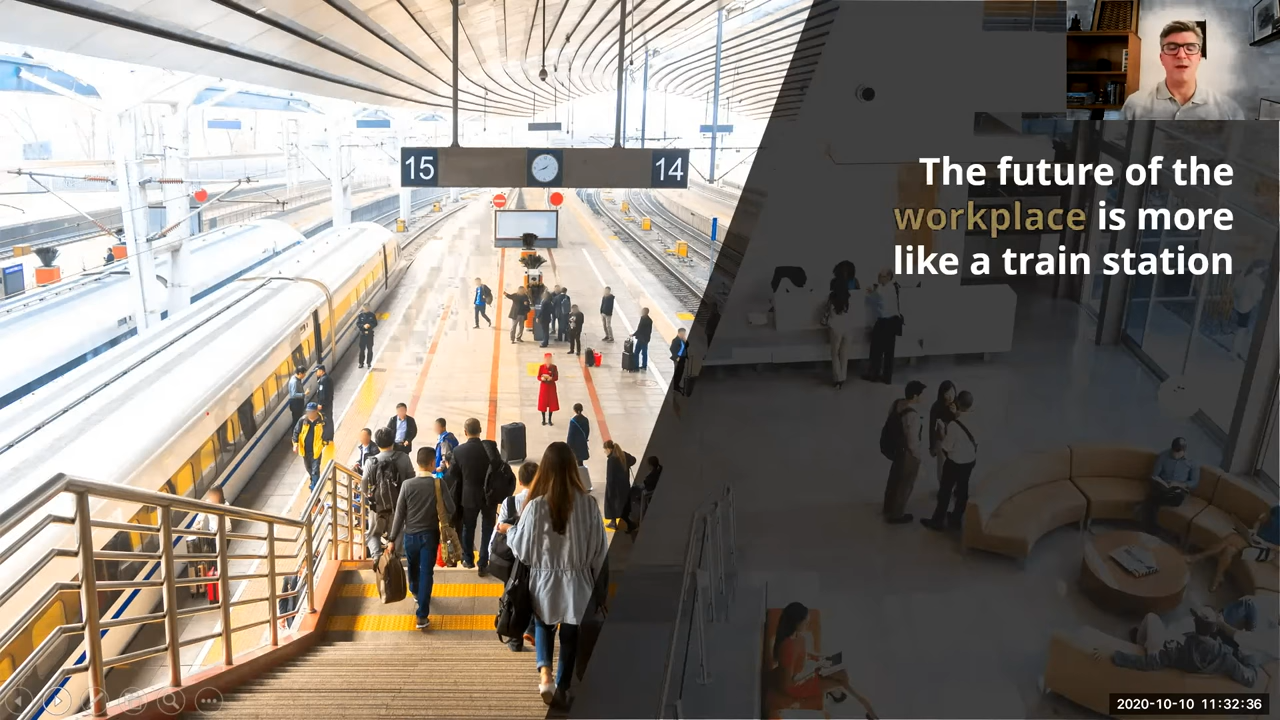 15
14
The future of the
workplace is more
like a train station
2020-10-10 11:32:36